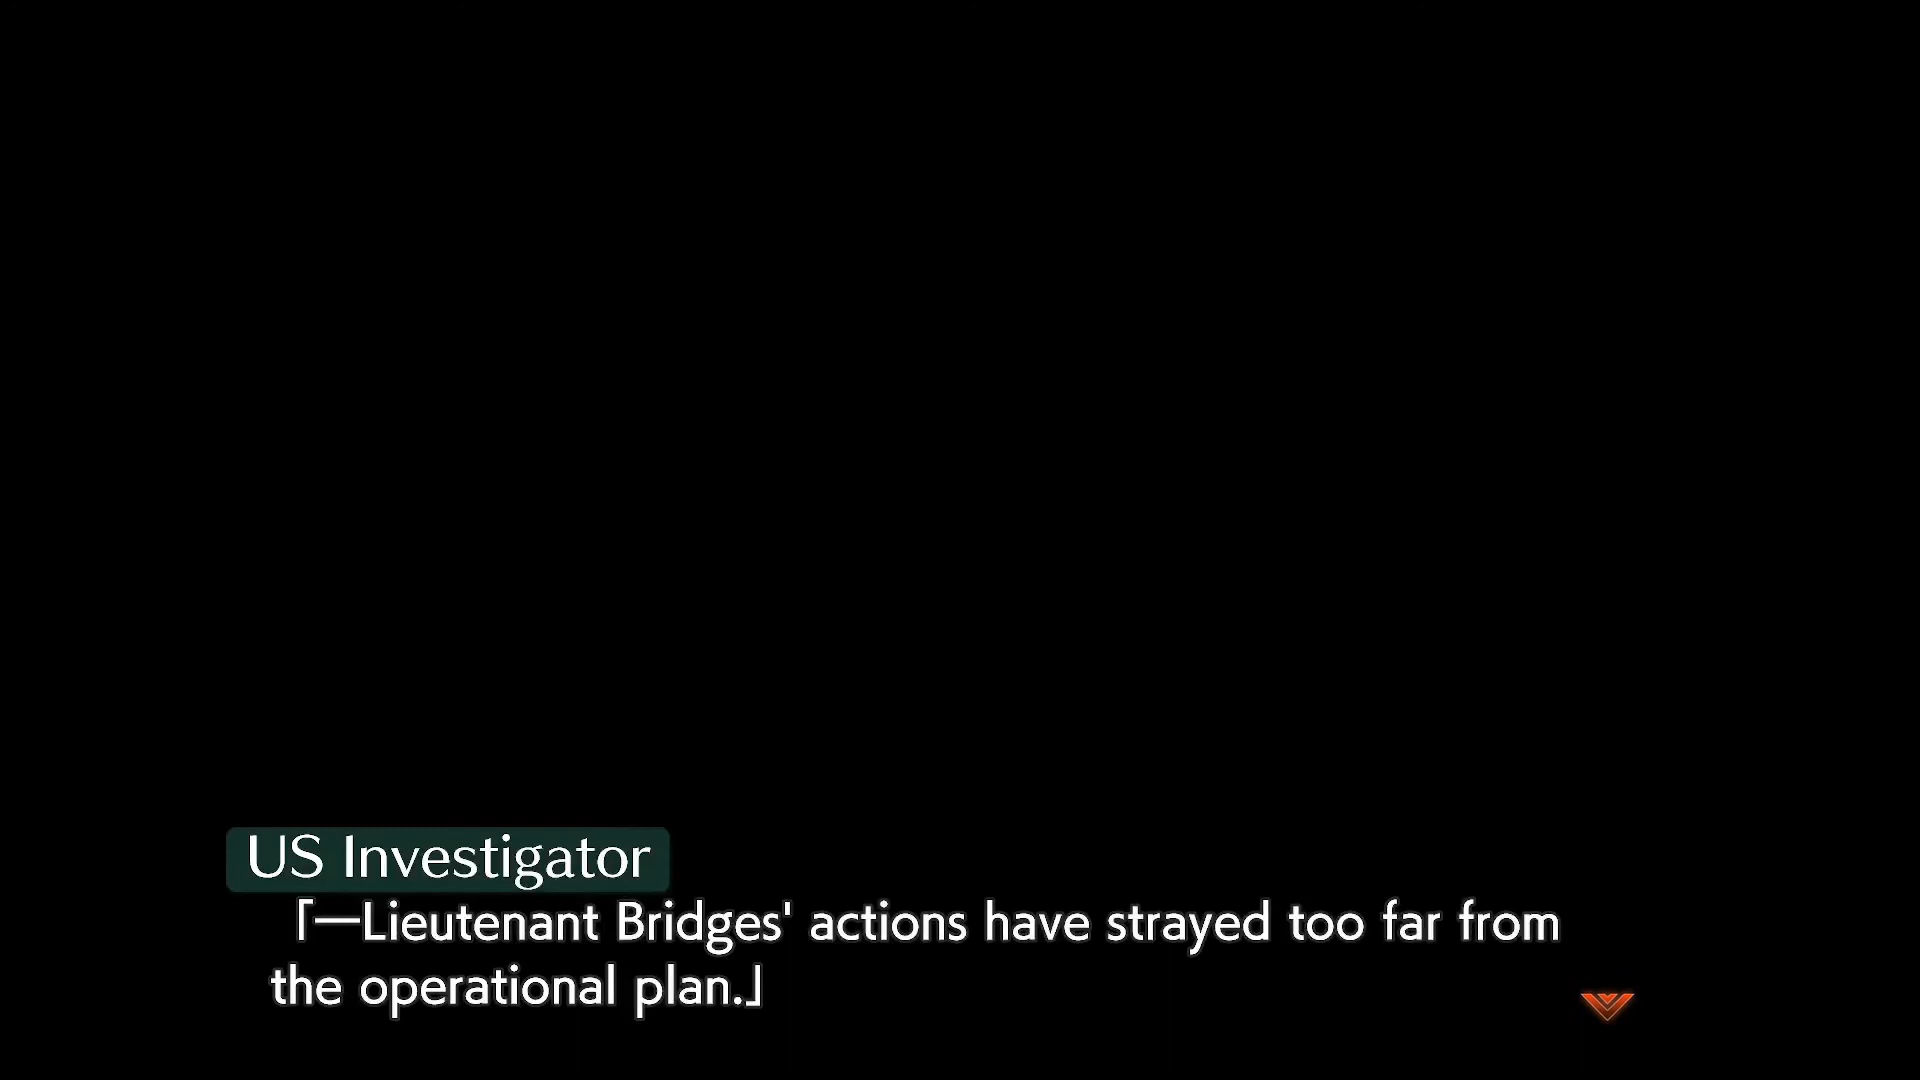 US Investigator
「—Lieutenant Bridges' actions have strayed too far from
the operational plan.」